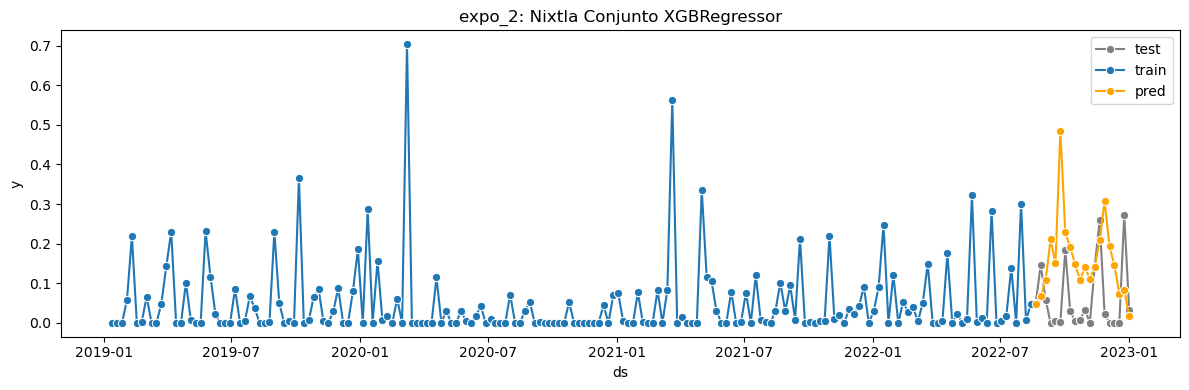 expo_2: Nixtla Conjunto XGBRegressor
test
train
pred
y
0.7
0.6
0.5
0.4
0.3
0.2
0.1
0.0
2019-01 2019-07 2020-01 2020-07 2021-01 2021-07 2022-01 2022-07 2023-01
ds